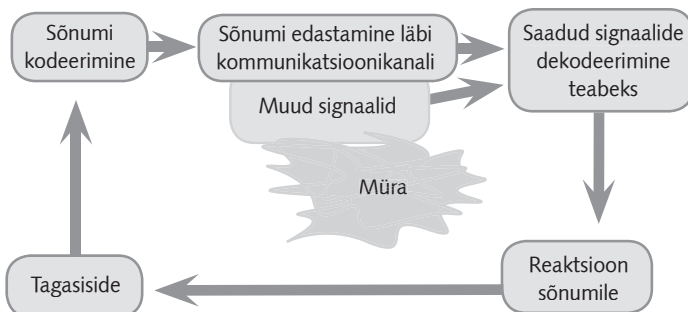 Sõnumi
kodeerimine
Sõnumi edastamine läbi
kommunikatsioonikanali
Saadud signaalide
dekodeerimine
teabeks
Muud signaalid
Müra
Reaktsioon
sõnumile
Tagasiside